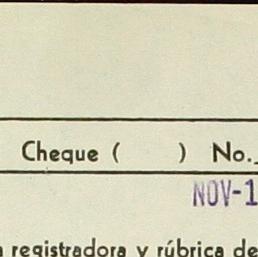 Cheque (    ) No.
NOV-1
registradora y rúbrica de